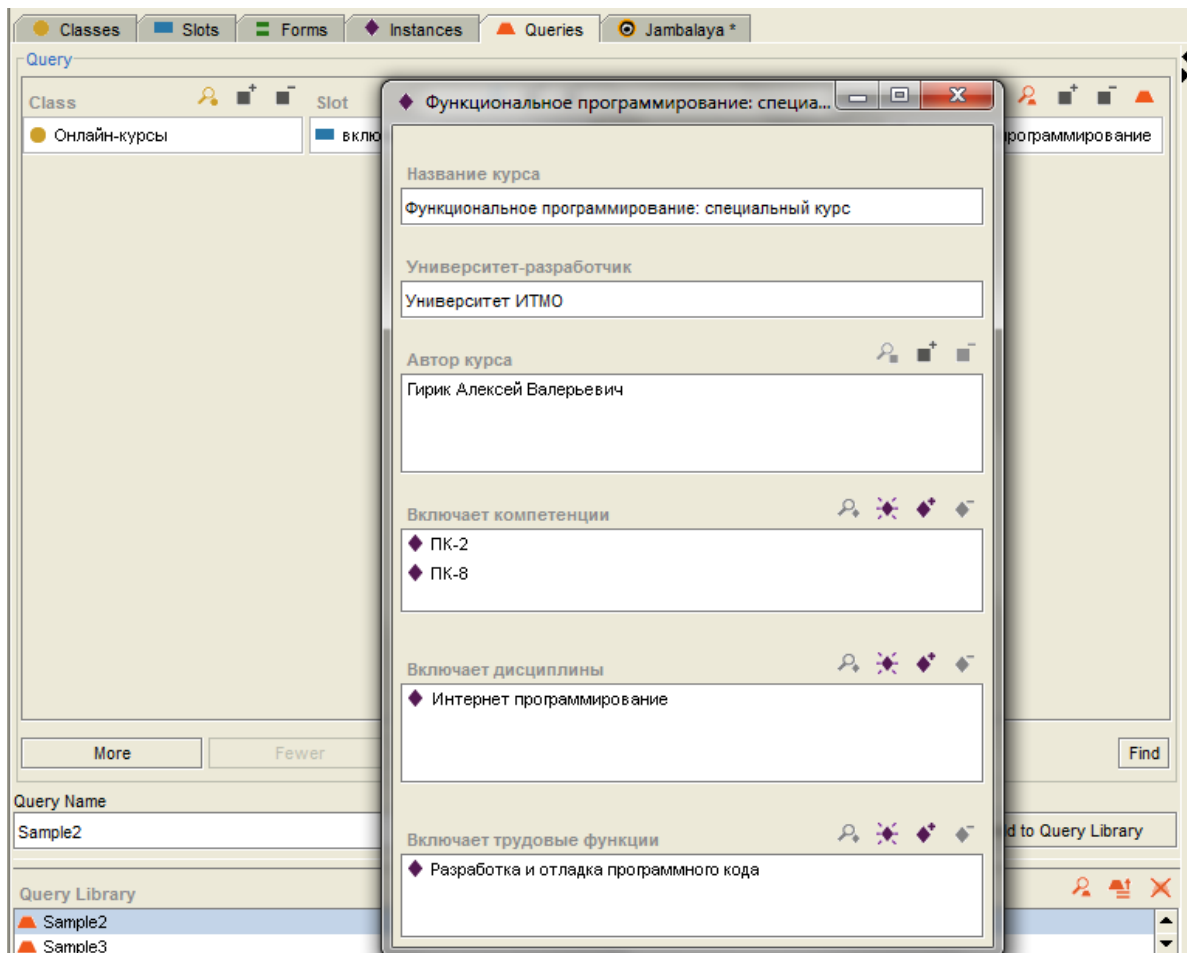 Classes Slots Forms Instances Queries Jambalaya *
Query
Class Slot
Функциональное программирование: специа...
Онлайн-курсы
вклю
рограммирование
Название курса
Функциональное программирование: специальный курс
Университет-разработчик
Университет ИТМО
Автор курса
Гирик Алексей Валерьевич
Включает компетенции
ПК-2
ПК-8
Включает дисциплины
Интернет программирование
More Fewer Find
Query Name
Sample2
d to Query Library
Включает трудовые функции
Разработка и отладка программного кода
Query Library
Sample2
Sample3